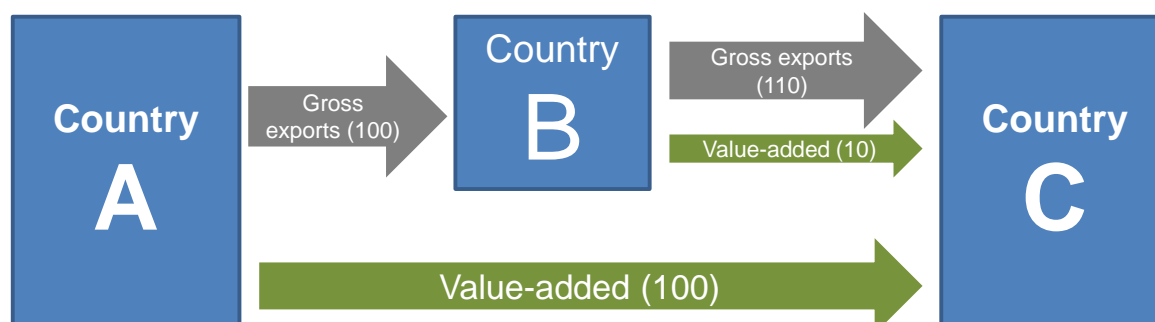 Country
A
Gross
exports (100)
Country
B
Gross exports
(110)
Value-added (10)
Country
C
Value-added (100)